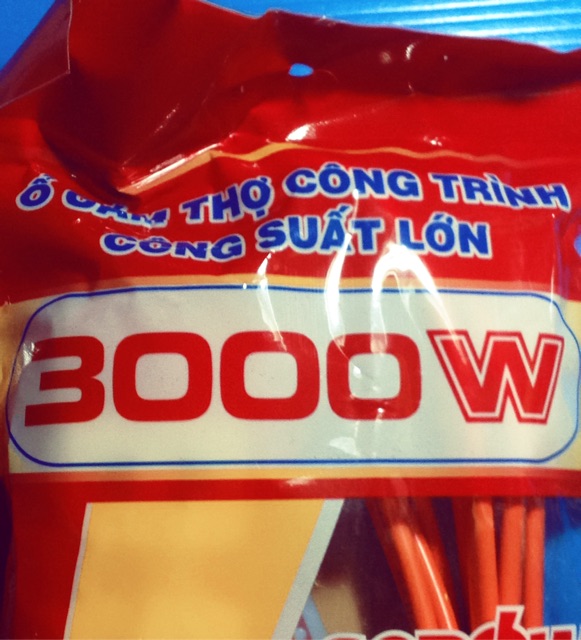 Ổ CẮM THỢ CÔNG TRÌNH
CÔNG SUẤT LỚN
3000W